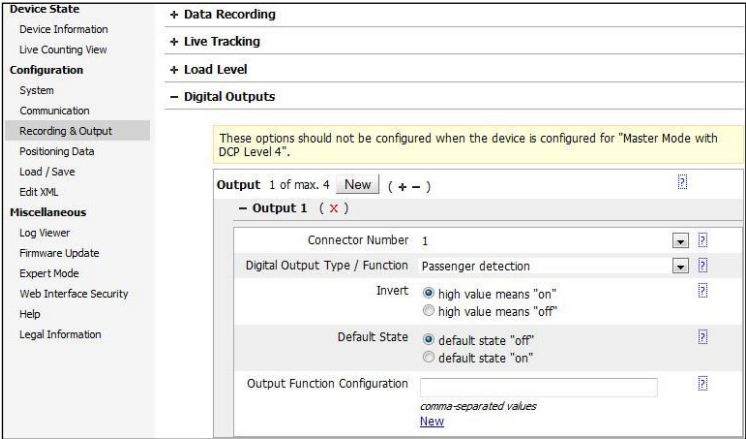 Device State
Device Information
Live Counting View
Configuration
System
Communication
Recording & Output
Positioning Data
Load / Save
Edit XML
Miscellaneous
Log Viewer
Firmware Update
Expert Mode
Web Interface Security
Help
Legal Information
+ Data Recording
+ Live Tracking
+ Load Level
− Digital Outputs
These options should not be configured when the device is configured for "Master Mode with
DCP Level 4".
Output 1 of max. 4 New ( + − ) ?
− Output 1 ( X )
Connector Number 1 ?
Digital Output Type / Function Passenger detection ?
Invert high value means "on" ?
high value means "off"
Default State default state "off" ?
default state "on"
Output Function Configuration ?
comma-separated values
New